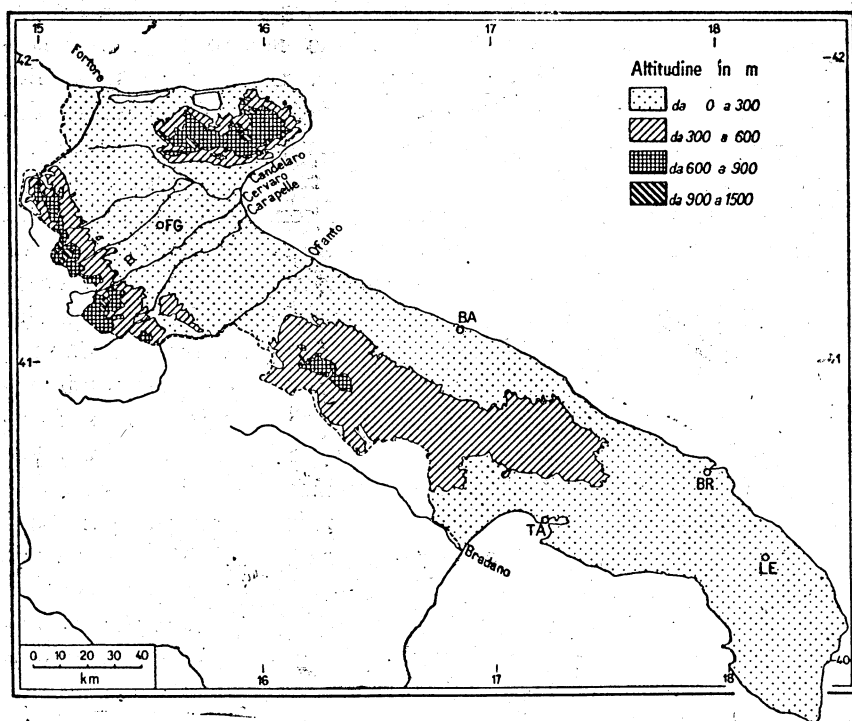 15 16 17 18
42 42
Fortore
Altitudine in m
da 0 a 300
da 300 a 600
da 600 a 900
da 900 a 1500
Candelaro
Cervaro
Carapelle
FG
Ofanto
BA
41 41
BR
TA
LE
Bradano
0 10 20 30 40
km
40
16 17 18